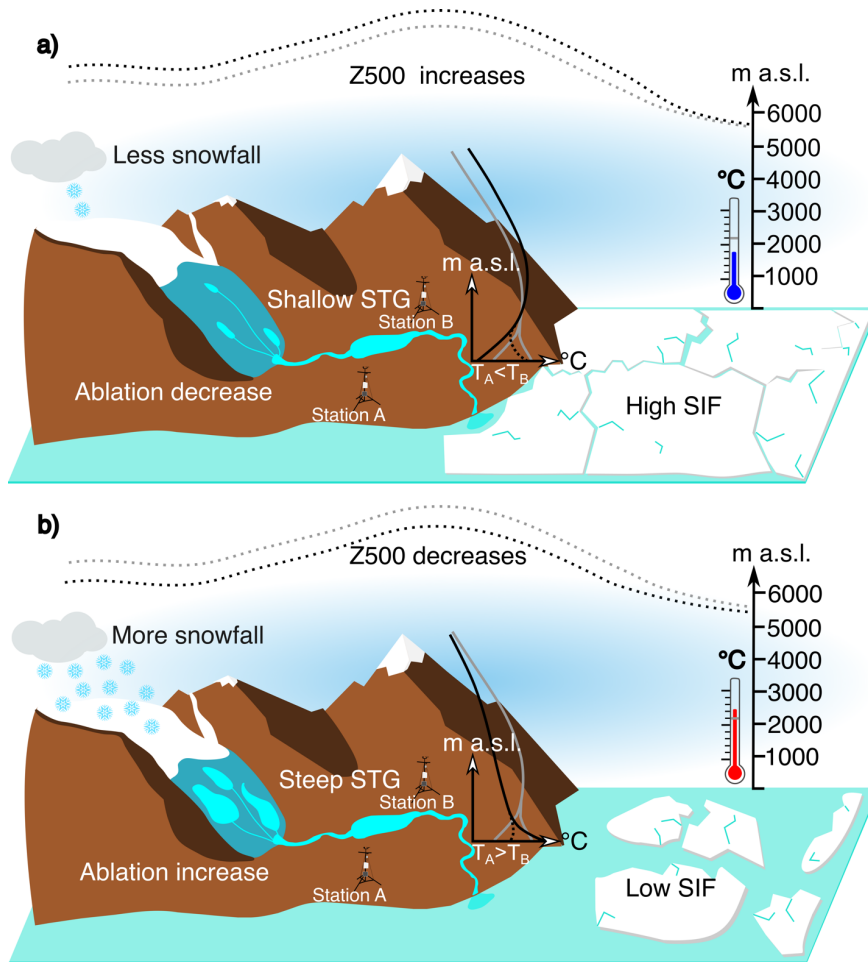 a)
Z500 increases
m a.s.l.
6000
5000
4000
3000
2000
1000
°C
Less snowfall
m a.s.l.
Shallow STG
Station B
°C
T_A<T_B
Ablation decrease
Station A
High SIF
b)
Z500 decreases
m a.s.l.
6000
5000
4000
3000
2000
1000
°C
More snowfall
m a.s.l.
Steep STG
Station B
°C
T_A>T_B
Ablation increase
Station A
Low SIF